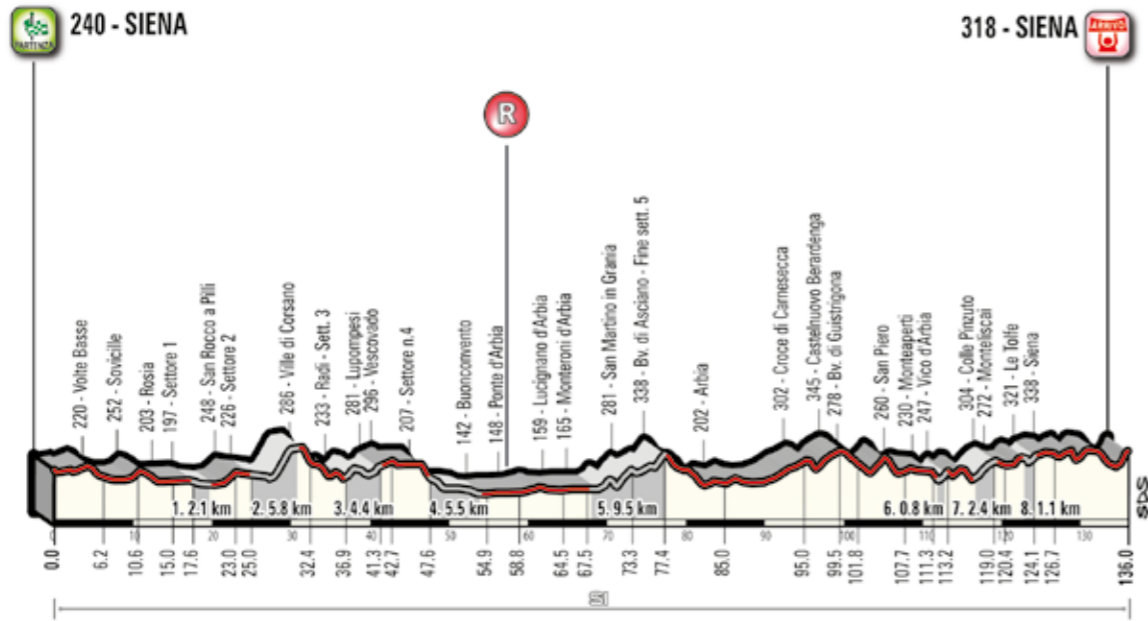 240 - SIENA
318 - SIENA
PARTENZA
ARRIVO
R
220 - Volte Basse
252 - Sovicille
203 - Rosia
197 - Settore 1
248 - San Rocco a Pilli
226 - Settore 2
286 - Ville di Corsano
233 - Radi - Sett. 3
281 - Lupompesi
296 - Vescovado
207 - Settore n.4
142 - Buonconvento
148 - Ponte d'Arbia
159 - Lucignano d'Arbia
165 - Monteroni d'Arbia
281 - San Martino in Grania
338 - Bv. di Asciano - Fine sett. 5
202 - Arbia
302 - Croce di Carnesecca
345 - Castelnuovo Berardenga
278 - Bv. di Guistrigona
260 - San Piero
230 - Monteaperti
247 - Vico d'Arbia
304 - Colle Pinzuto
272 - Monteliscai
321 - Le Tolfe
338 - Siena
1. 2.1 km
2. 5.8 km
3. 4.4 km
4. 5.5 km
5. 9.5 km
6. 0.8 km
7. 2.4 km
8. 1.1 km
SDS
0 10 20 30 40 50 60 70 80 90 100 110 120 130
0.0 6.2 10.6 15.0 17.6 23.0 25.0 32.4 36.9 41.3 42.7 47.6 54.9 58.8 64.5 67.5 73.3 77.4 85.0 95.0 99.5 101.8 107.7 111.3 113.2 119.0 120.4 124.1 126.7 136.0